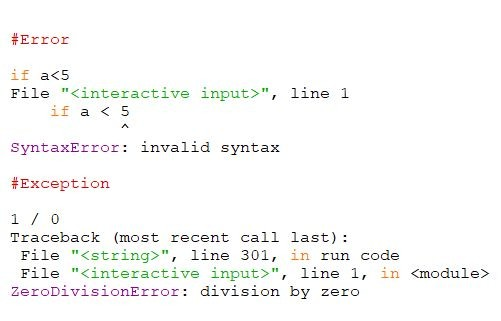 #Error
if a<5
File "<interactive input>", line 1
    if a < 5
           ^
SyntaxError: invalid syntax
#Exception
1 / 0
Traceback (most recent call last):
 File "<string>", line 301, in run code
 File "<interactive input>", line 1, in <module>
ZeroDivisionError: division by zero